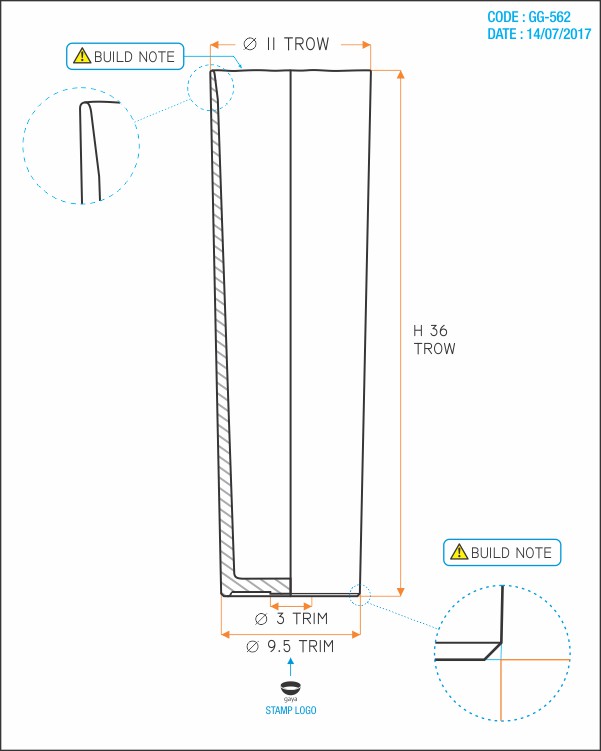 CODE : GG-562
DATE : 14/07/2017
Ø 11 TROW
BUILD NOTE
H 36
TROW
BUILD NOTE
Ø 3 TRIM
Ø 9.5 TRIM
gaya
STAMP LOGO